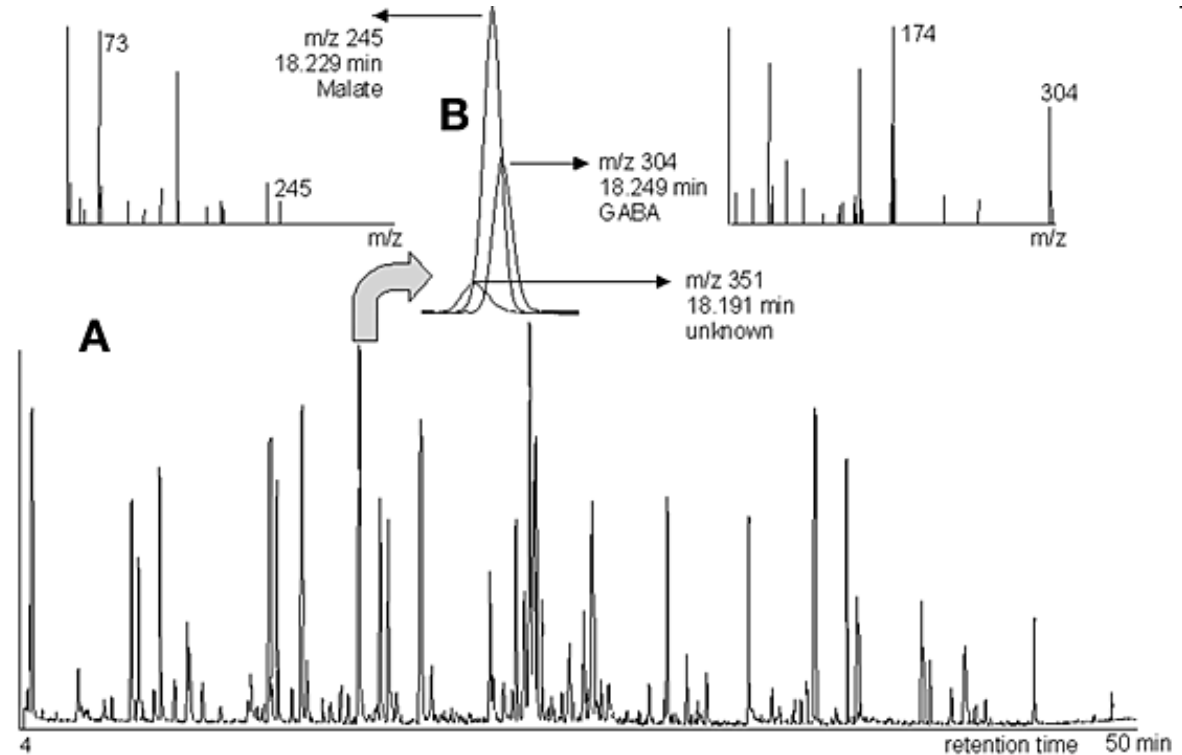 73
245
m/z
m/z 245
18.229 min
Malate
B
m/z 304
18.249 min
GABA
m/z 351
18.191 min
unknown
174
304
m/z
A
4
retention time 50 min